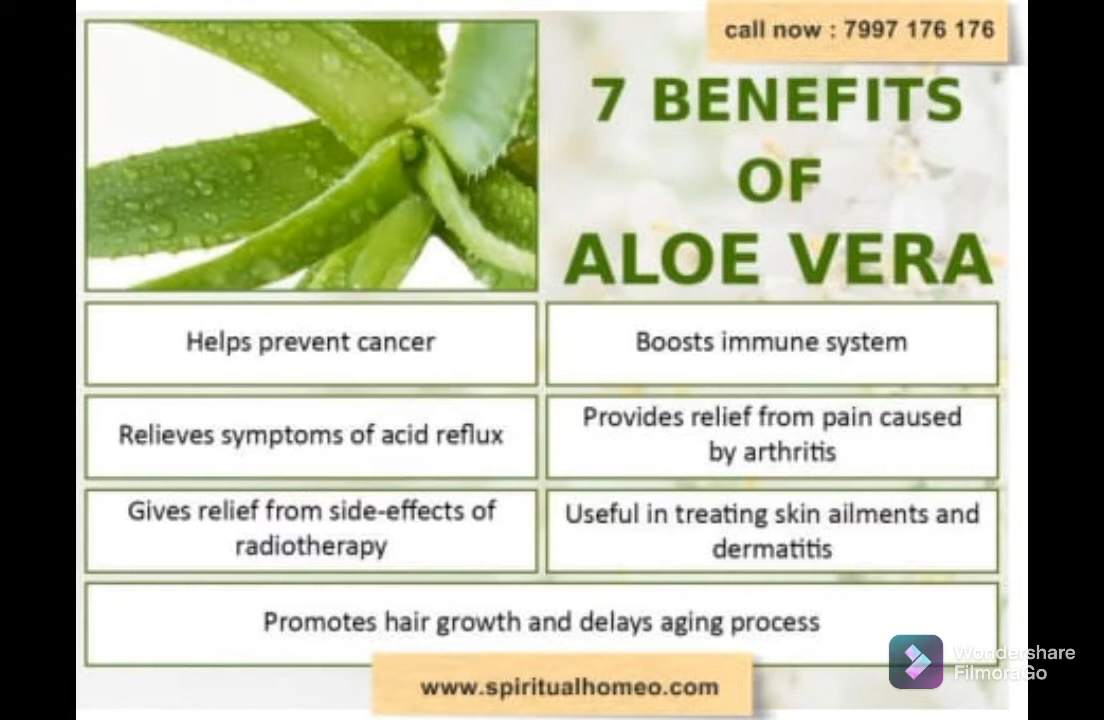 call now : 7997 176 176
7 BENEFITS
OF
ALOE VERA
Helps prevent cancer
Boosts immune system
Relieves symptoms of acid reflux
Provides relief from pain caused
by arthritis
Gives relief from side-effects of
radiotherapy
Useful in treating skin ailments and
dermatitis
Promotes hair growth and delays aging process
Wondershare
FilmoraGo
www.spiritualhomeo.com